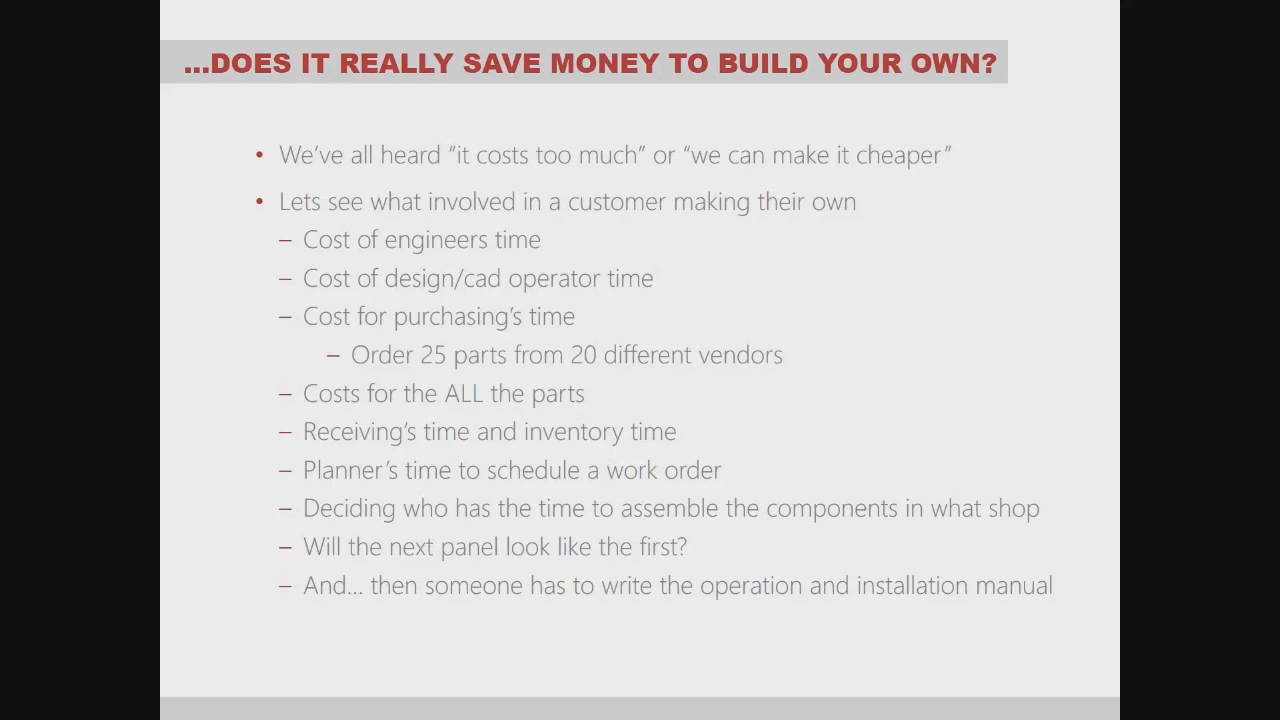 ...DOES IT REALLY SAVE MONEY TO BUILD YOUR OWN?
• We've all heard “it costs too much” or “we can make it cheaper”
• Lets see what involved in a customer making their own
– Cost of engineers time
– Cost of design/cad operator time
– Cost for purchasing's time
– Order 25 parts from 20 different vendors
– Costs for the ALL the parts
– Receiving's time and inventory time
– Planner's time to schedule a work order
– Deciding who has the time to assemble the components in what shop
– Will the next panel look like the first?
– And... then someone has to write the operation and installation manual